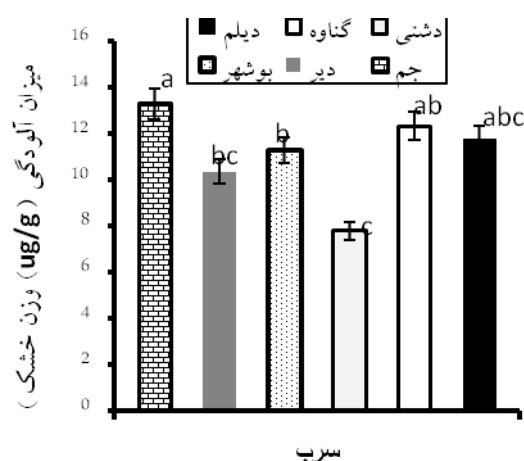 دیلم گناوه دشتی
بوشهر دیر جم
میزان آلودگی (ug/g) وزن خشک )
16
14
12
10
8
6
4
2
0
a
bc
b
c
ab
abc
سرب